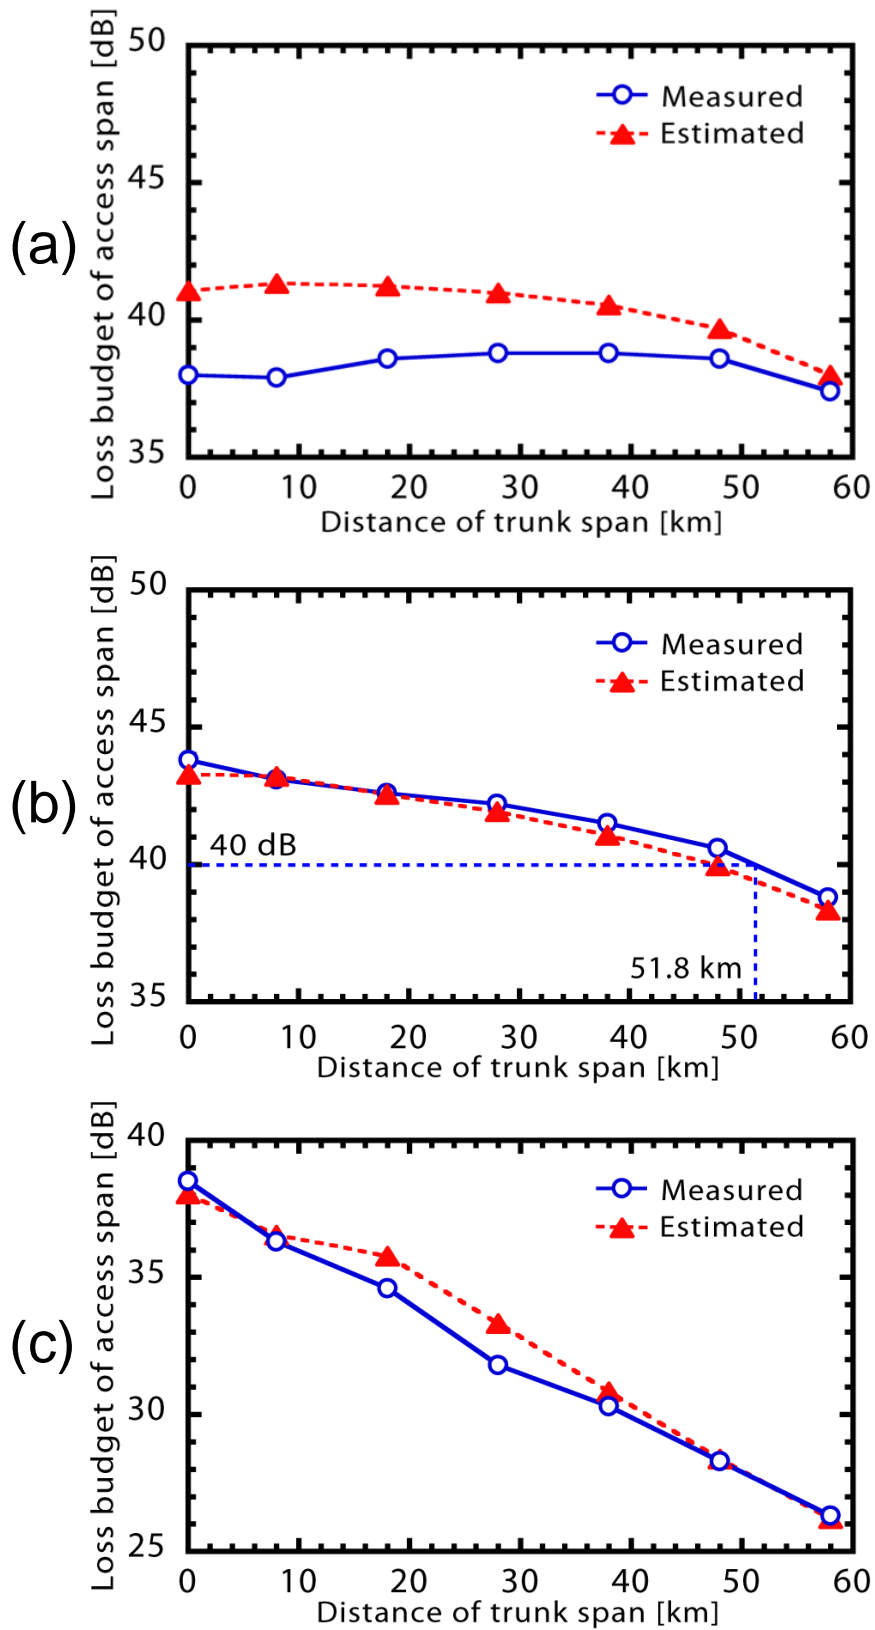 (a)
Loss budget of access span [dB]
50
45
40
35
Measured
Estimated
0 10 20 30 40 50 60
Distance of trunk span [km]
(b)
Loss budget of access span [dB]
50
45
40
35
Measured
Estimated
40 dB
51.8 km
0 10 20 30 40 50 60
Distance of trunk span [km]
(c)
Loss budget of access span [dB]
40
35
30
25
Measured
Estimated
0 10 20 30 40 50 60
Distance of trunk span [km]